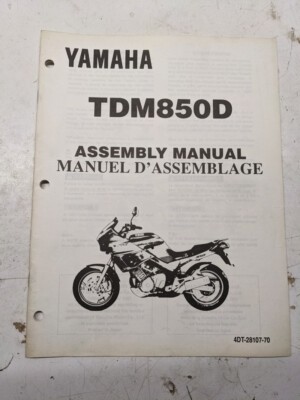 YAMAHA
TDM850D
ASSEMBLY MANUAL
MANUEL D'ASSEMBLAGE
4DT-28107-70